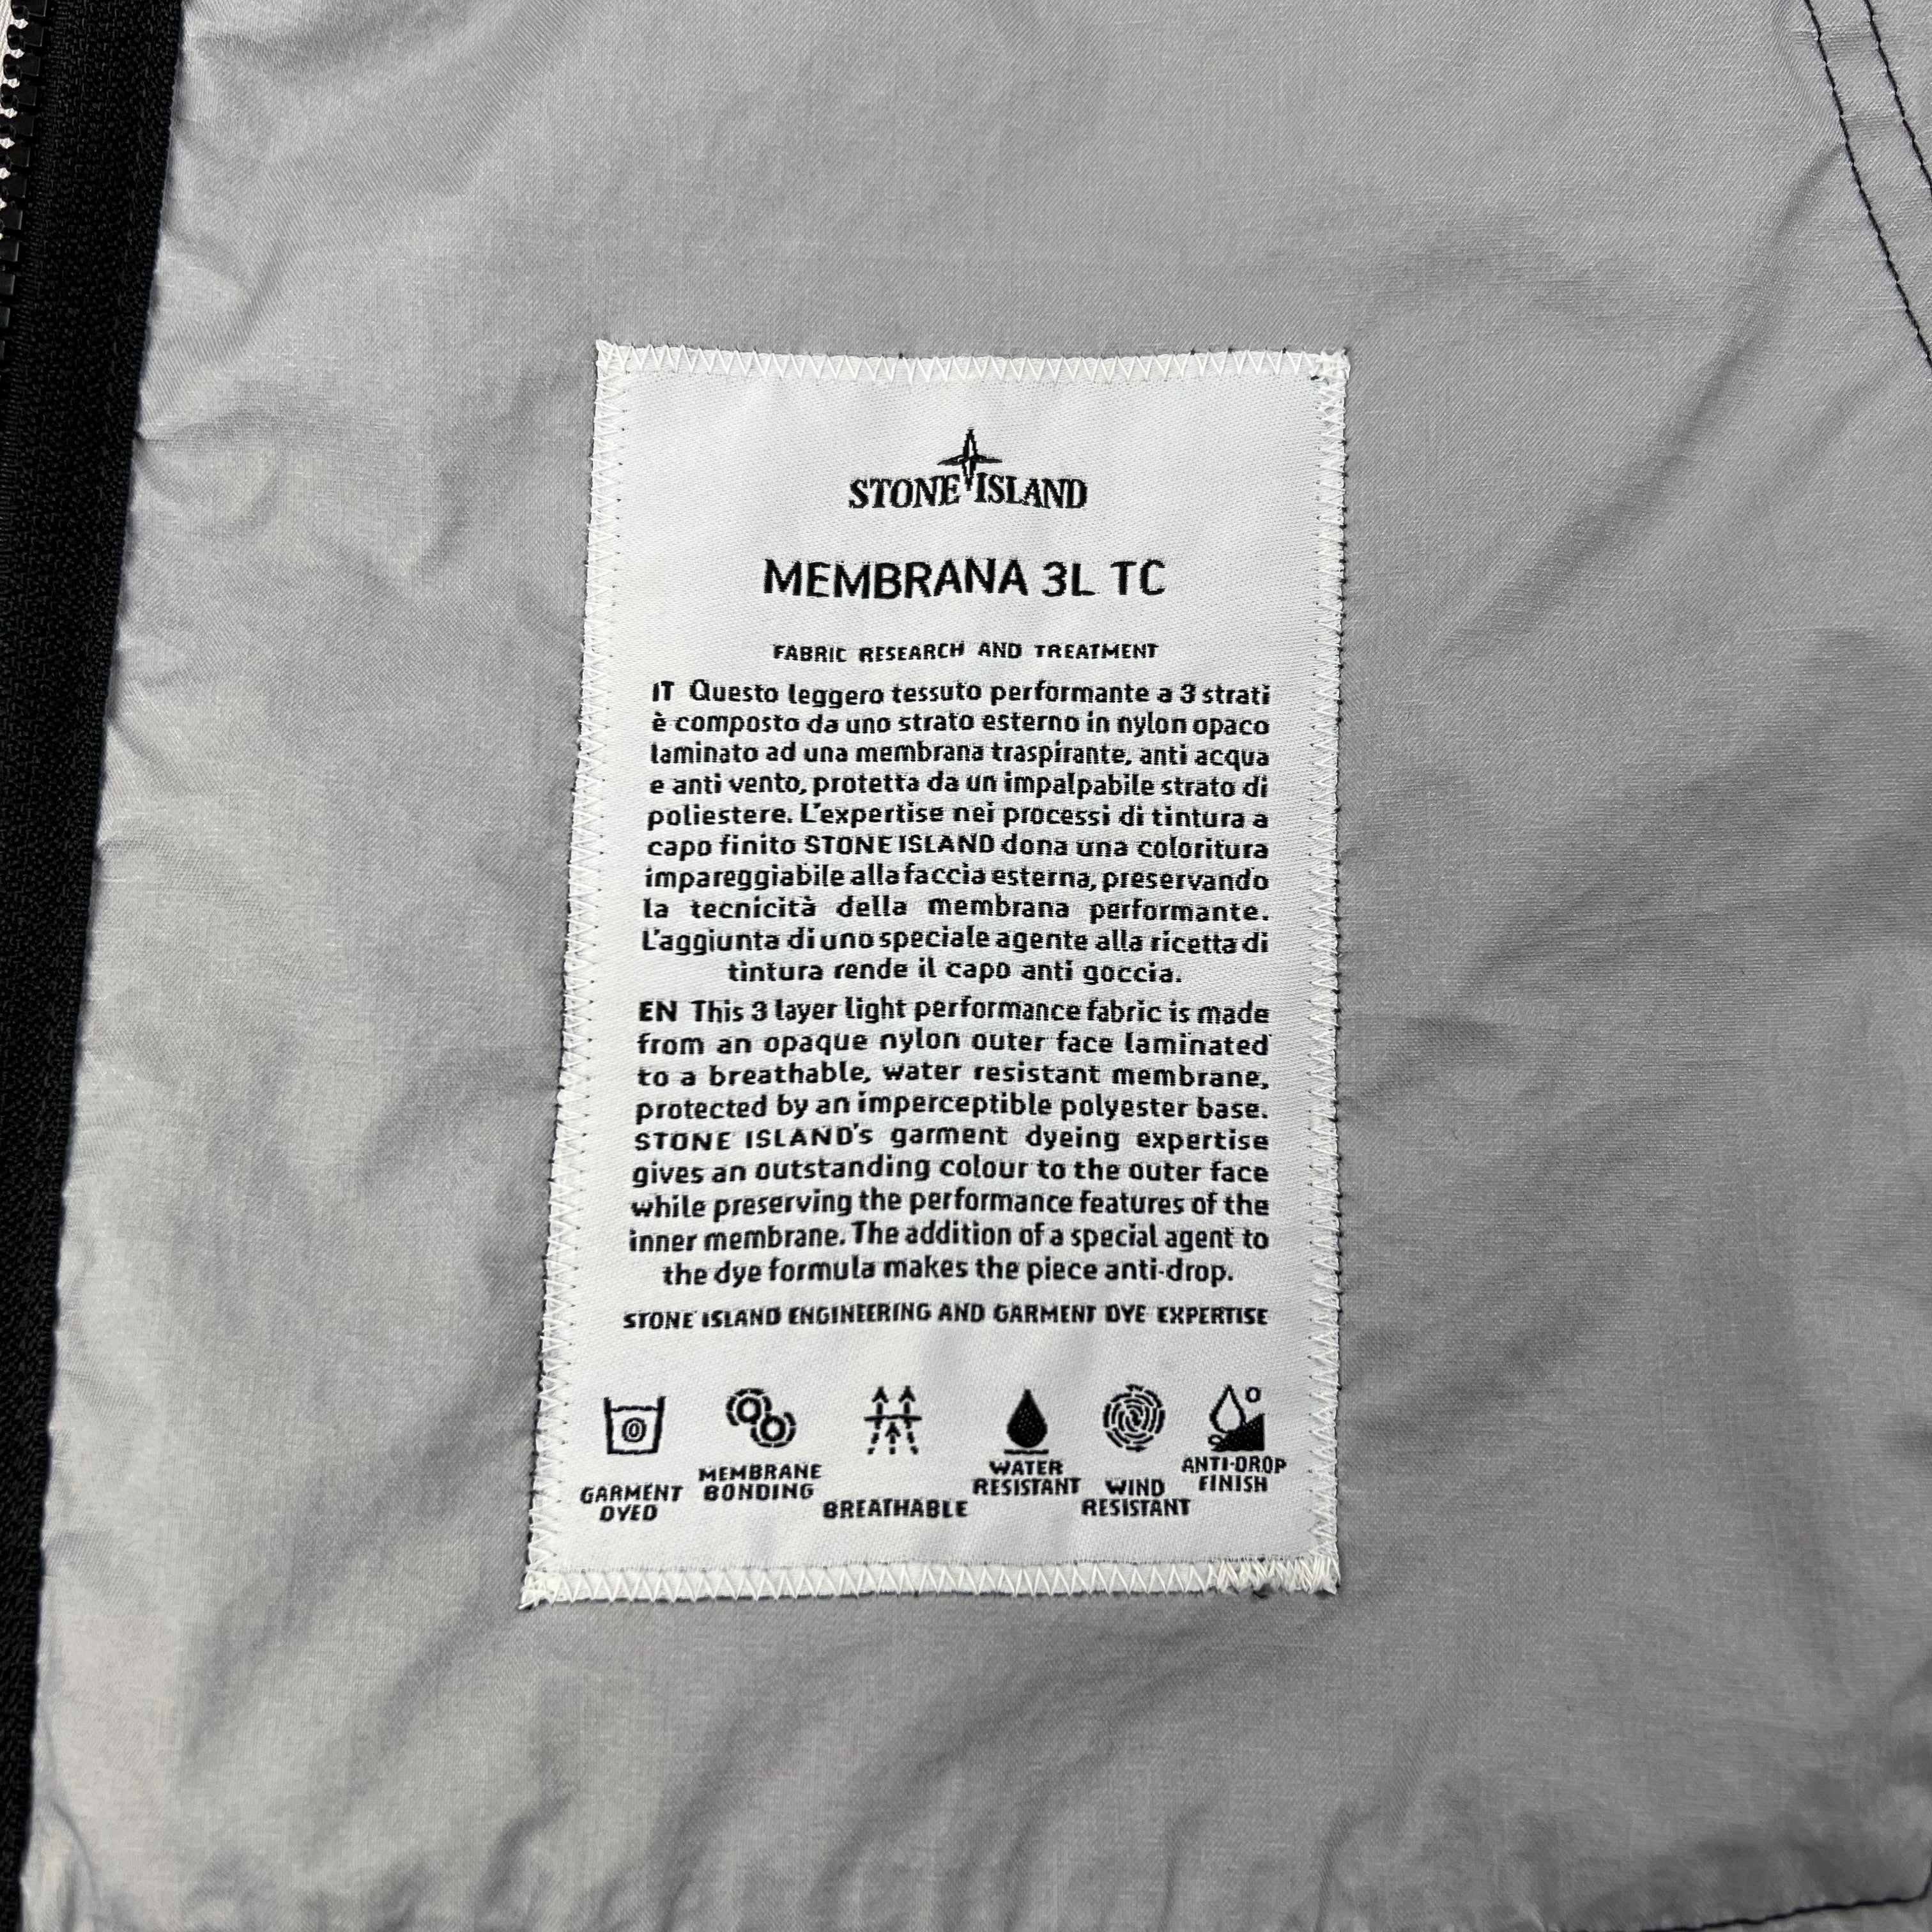 STONE ISLAND
MEMBRANA 3L TC
FABRIC RESEARCH AND TREATMENT
IT Questo leggero tessuto performante a 3 strati
è composto da uno strato esterno in nylon opaco
laminato ad una membrana traspirante, anti acqua
e anti vento, protetta da un impalpabile strato di
poliestere. L'expertise nei processi di tintura a
capo finito STONE ISLAND dona una coloritura
impareggiabile alla faccia esterna, preservando
la tecnicità della membrana performante.
L'aggiunta di uno speciale agente alla ricetta di
tintura rende il capo anti goccia.
EN This 3 layer light performance fabric is made
from an opaque nylon outer face laminated
to a breathable, water resistant membrane,
protected by an imperceptible polyester base.
STONE ISLAND's garment dyeing expertise
gives an outstanding colour to the outer face
while preserving the performance features of the
inner membrane. The addition of a special agent to
the dye formula makes the piece anti-drop.
STONE ISLAND ENGINEERING AND GARMENT DYE EXPERTISE
GARMENT
DYED
MEMBRANE
BONDING
BREATHABLE
WATER
RESISTANT
WIND
RESISTANT
ANTI-DROP
FINISH